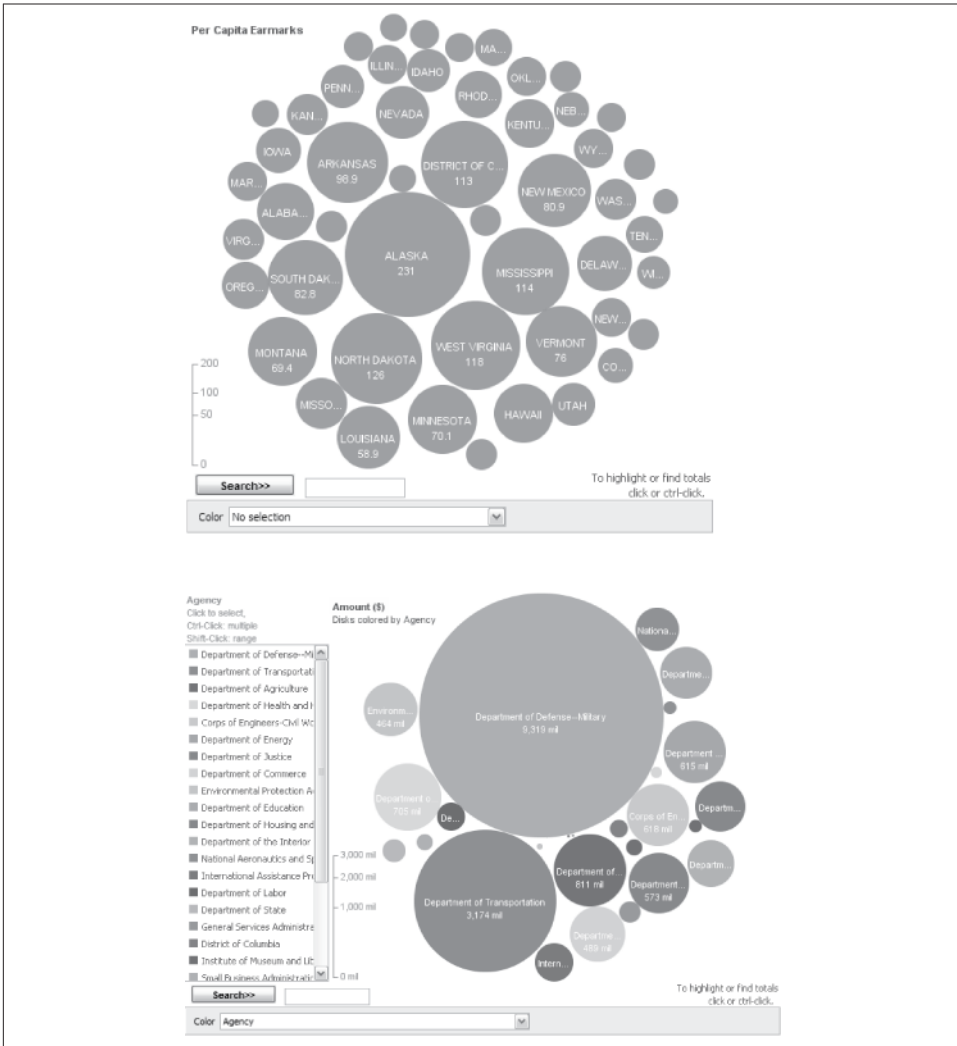 Per Capita Earmarks
MA...
ILLIN...
IDAHO
OKL...
PENN...
RHOD...
NEB...
KAN...
NEVADA
KENTU...
IOWA
WY...
ARKANSAS
98.9
DISTRICT OF C...
113
MAR...
NEW MEXICO
80.9
WAS...
ALABA...
TEN...
VIRG...
ALASKA
231
DELAW...
WI...
SOUTH DAK...
82.8
MISSISSIPPI
114
OREG...
NEW...
MONTANA
69.4
NORTH DAKOTA
126
WEST VIRGINIA
118
VERMONT
76
CO...
200
100
50
0
MISSO...
UTAH
HAWAII
MINNESOTA
70.1
LOUISIANA
58.9
Search>>
To highlight or find totals
click or ctrl-click.
Color No selection
Agency
Click to select,
Ctrl-Click: multiple
Shift-Click: range
Department of Defense--Mi
Department of Transportati
Department of Agriculture
Department of Health and H
Corps of Engineers-Civil Wo
Department of Energy
Department of Justice
Department of Commerce
Environmental Protection A
Department of Education
Department of Housing and
Department of the Interior
National Aeronautics and Sp
International Assistance Pro
Department of Labor
Department of State
General Services Administra
District of Columbia
Institute of Museum and Lib
Small Business Administratio
Amount ($)
Disks colored by Agency
Nationa...
Departme...
Environm...
464 mil
Department of Defense--Military
9,319 mil
Department ...
615 mil
Department o...
765 mil
De...
Corps of En...
618 mil
Departm...
3,000 mil
2,000 mil
1,000 mil
0 mil
Department of...
811 mil
Departm...
Department...
573 mil
Department of Transportation
3,174 mil
Departme...
489 mil
Intern...
Search>>
To highlight or find totals
click or ctrl-click.
Color Agency